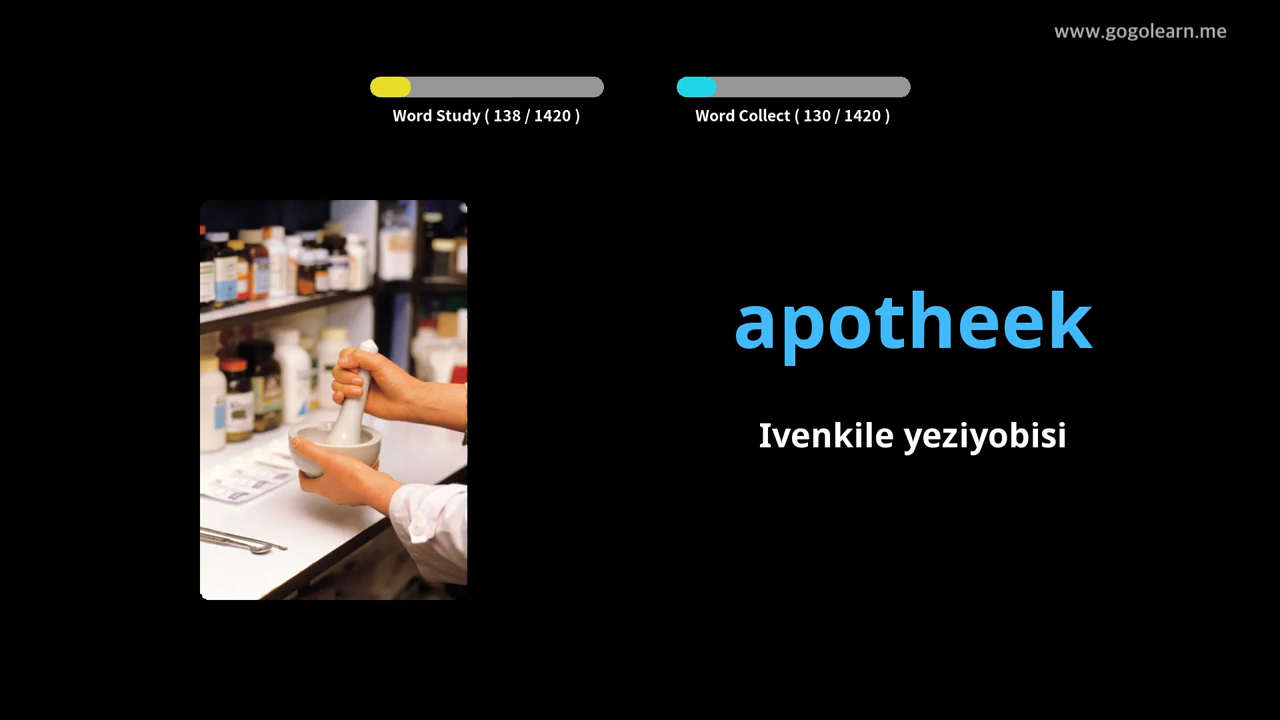 www.gogolearn.me
Word Study ( 138 / 1420 )
Word Collect ( 130 / 1420 )
apotheek
Ivenkile yeziyobisi